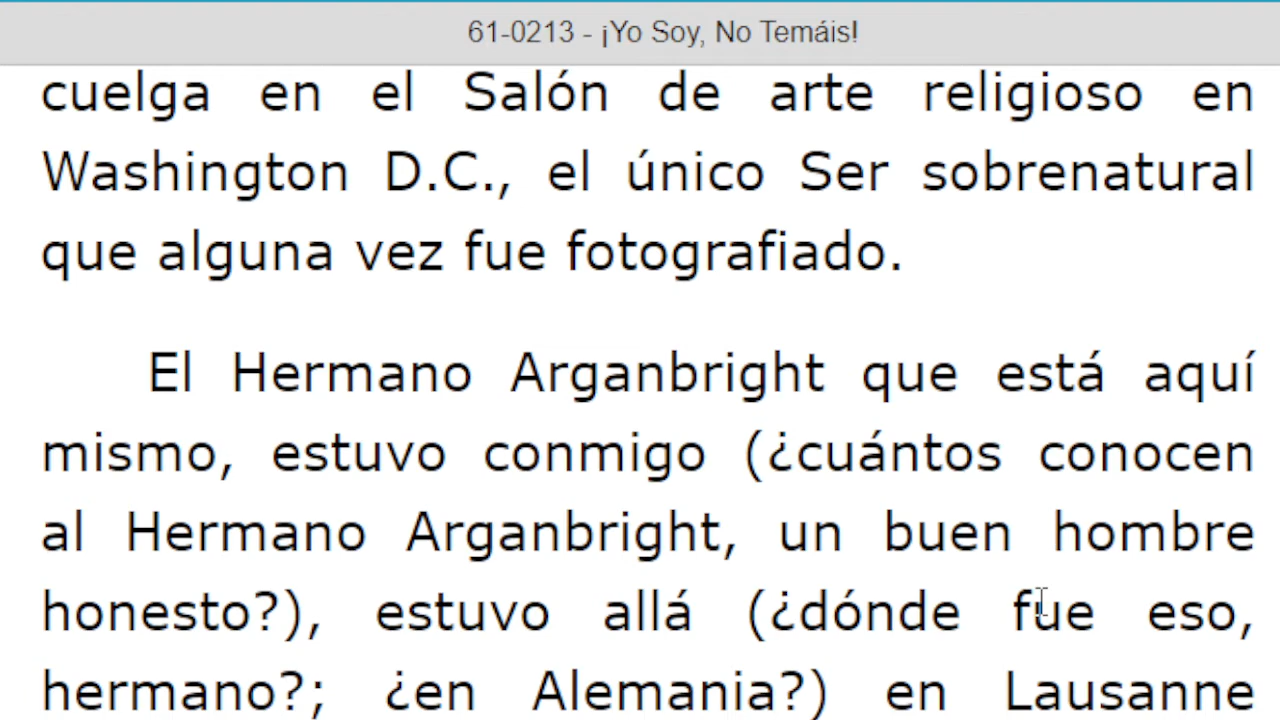 61-0213 - ¡Yo Soy, No Temáis!
cuelga en el Salón de arte religioso en
Washington D.C., el único Ser sobrenatural
que alguna vez fue fotografiado.
El Hermano Arganbright que está aquí
mismo, estuvo conmigo (¿cuántos conocen
al Hermano Arganbright, un buen hombre
honesto?), estuvo allá (¿dónde fue eso,
hermano?; ¿en Alemania?) en Lausanne